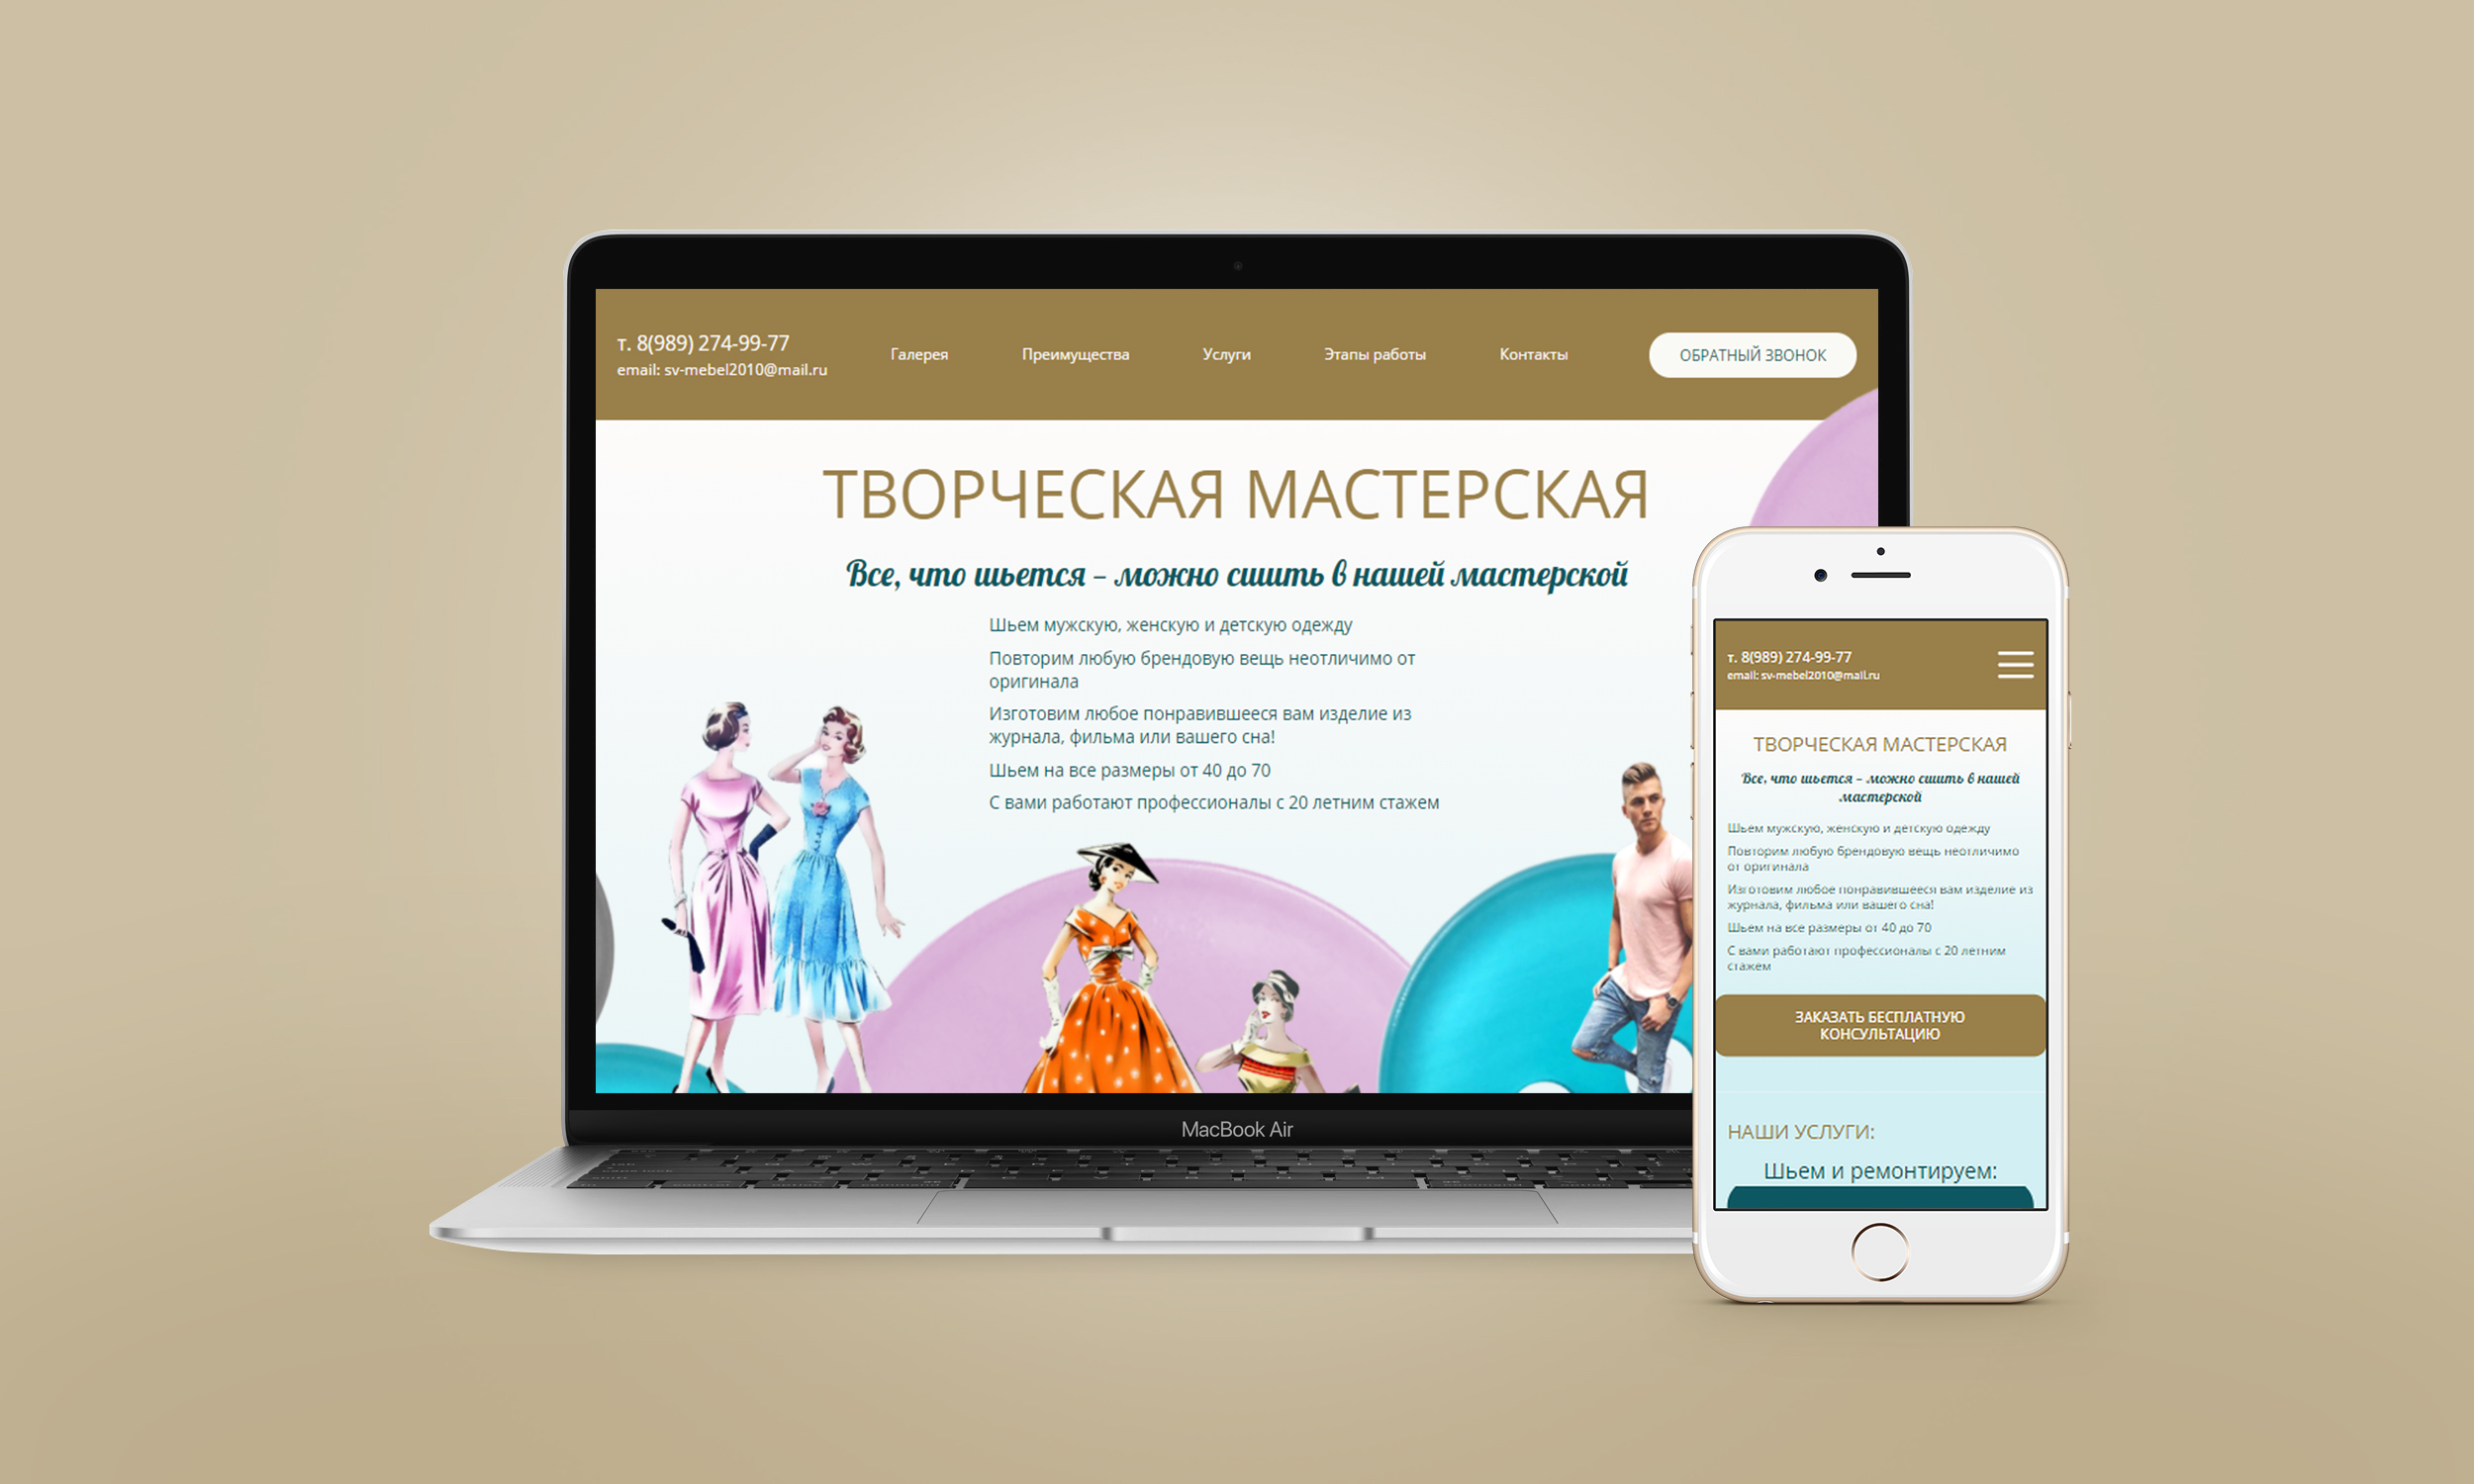 т. 8(989) 274-99-77
email: sv-mebel2010@mail.ru
Галерея
Преимущества
Услуги
Этапы работы
Контакты
ОБРАТНЫЙ ЗВОНОК
ТВОРЧЕСКАЯ МАСТЕРСКАЯ
Все, что шьется – можно сшить в нашей мастерской
Шьем мужскую, женскую и детскую одежду
Повторим любую брендовую вещь неотличимо от
оригинала
Изготовим любое понравившееся вам изделие из
журнала, фильма или вашего сна!
Шьем на все размеры от 40 до 70
С вами работают профессионалы с 20 летним стажем
MacBook Air
т. 8(989) 274-99-77
email: sv-mebel2010@mail.ru
ТВОРЧЕСКАЯ МАСТЕРСКАЯ
Все, что шьется – можно сшить в нашей
мастерской
Шьем мужскую, женскую и детскую одежду
Повторим любую брендовую вещь неотличимо
от оригинала
Изготовим любое понравившееся вам изделие из
журнала, фильма или вашего сна!
Шьем на все размеры от 40 до 70
С вами работают профессионалы с 20 летним
стажем
ЗАКАЗАТЬ БЕСПЛАТНУЮ
КОНСУЛЬТАЦИЮ
НАШИ УСЛУГИ:
Шьем и ремонтируем: